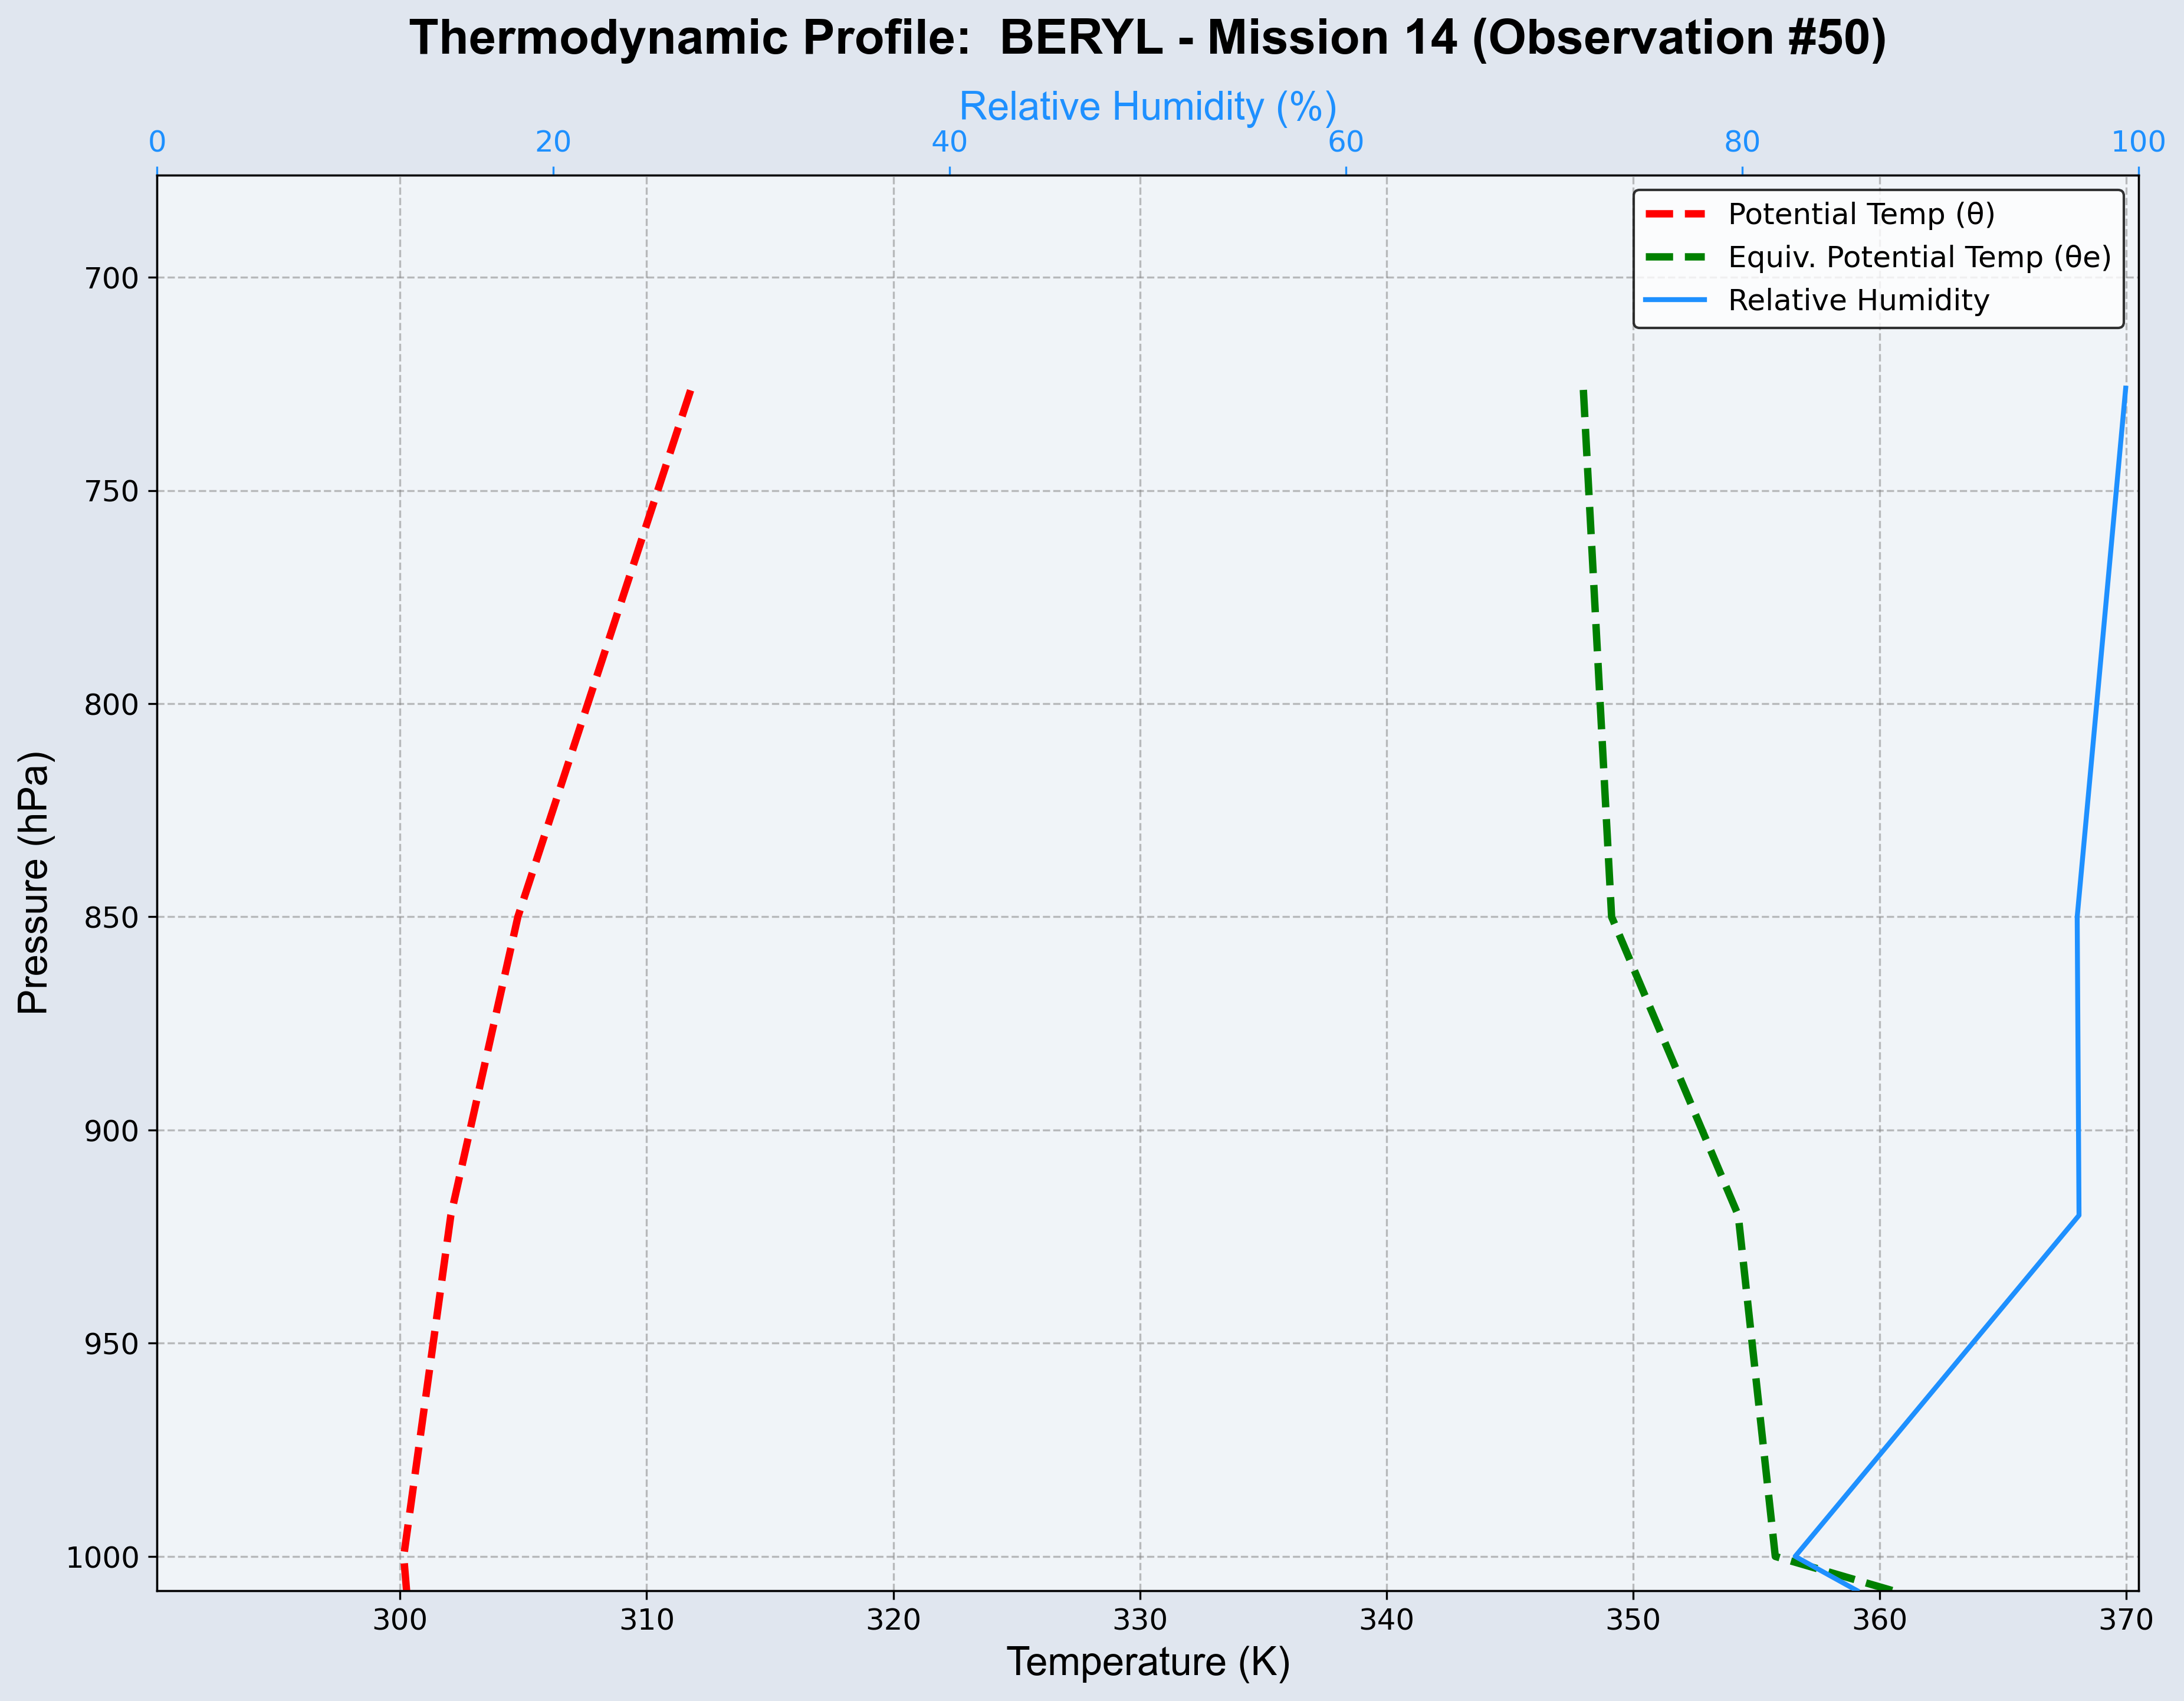 Thermodynamic Profile:  BERYL - Mission 14 (Observation #50)
Relative Humidity (%)
0 20 40 60 80 100
Potential Temp (θ)
Equiv. Potential Temp (θe)
Relative Humidity
700
750
800
850
900
950
1000
Pressure (hPa)
300 310 320 330 340 350 360 370
Temperature (K)